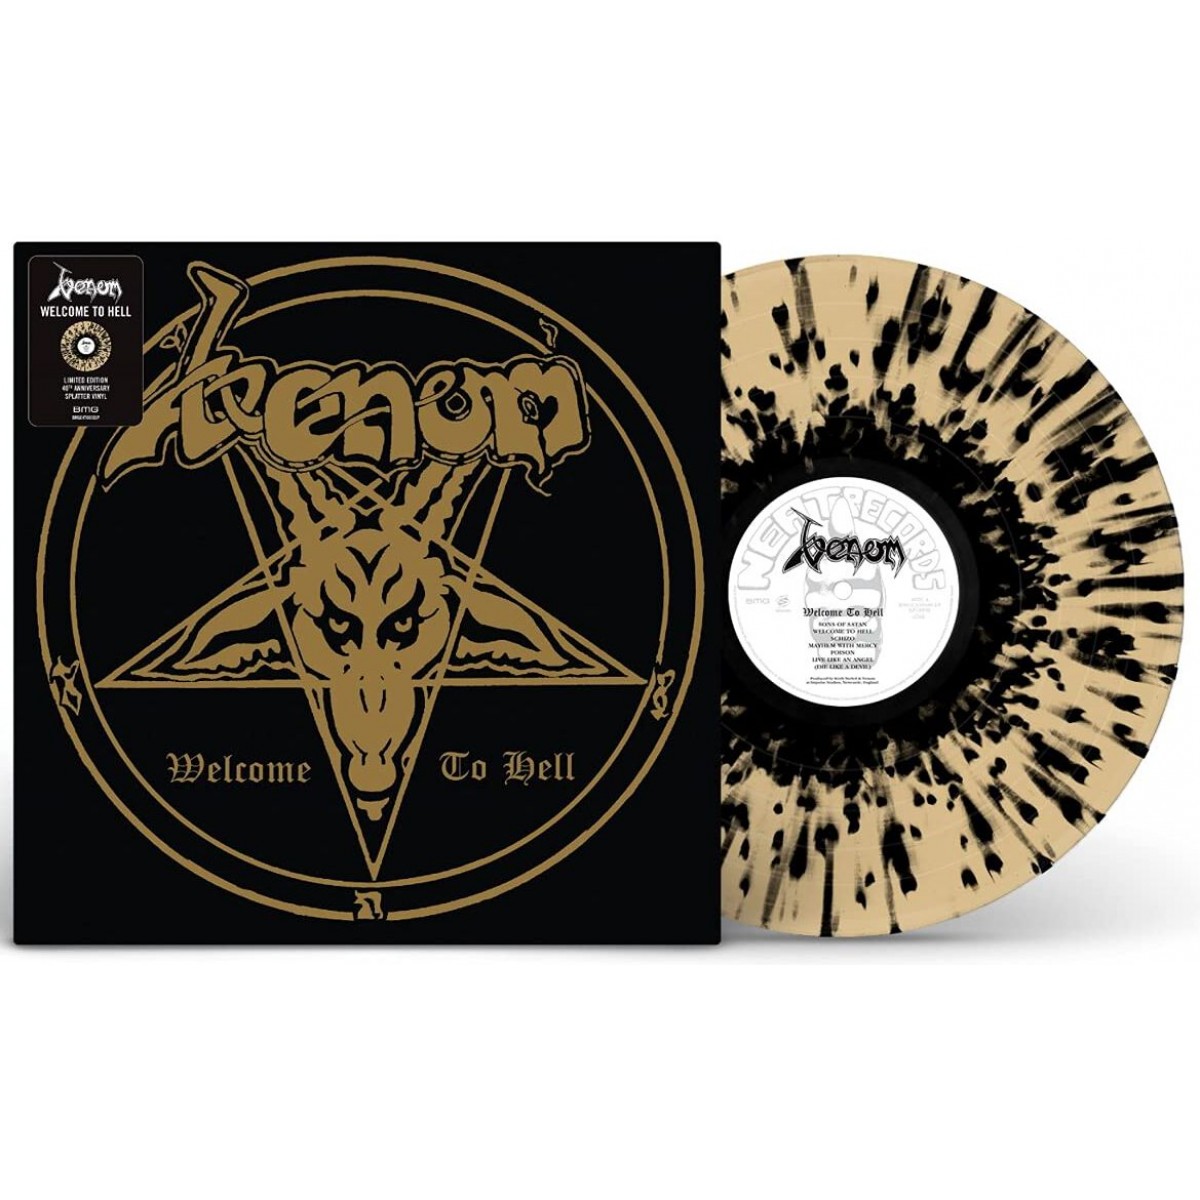 Venom
WELCOME TO HELL
LIMITED EDITION
40TH ANNIVERSARY
SPLATTER VINYL
BMG
Venom
Welcome To Hell
NEAT RECORDS
Venom
BMG
Welcome To Hell
SONS OF SATAN
WELCOME TO HELL
SCHIZO
MAYHEM WITH MERCY
POISON
LIVE LIKE AN ANGEL
(DIE LIKE A DEVIL)